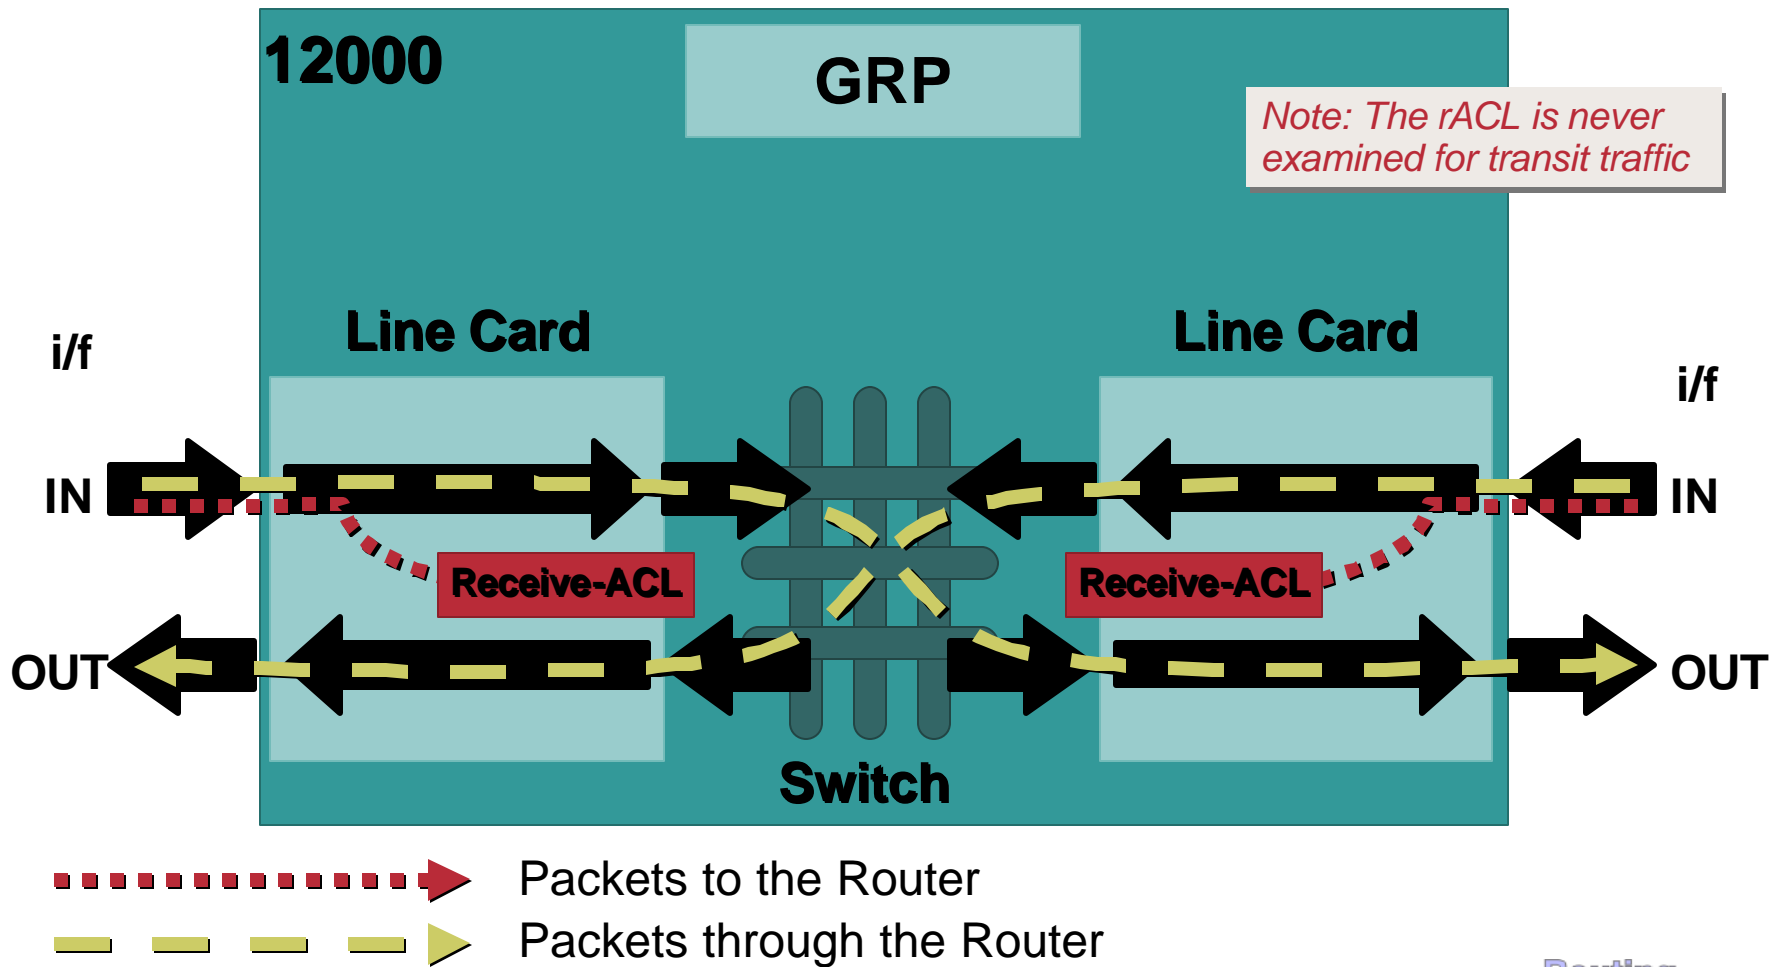 12000
GRP
Note: The rACL is never
examined for transit traffic
Line Card
Line Card
i/f
i/f
IN
IN
Receive-ACL
Receive-ACL
OUT
OUT
Switch
Packets to the Router
Packets through the Router